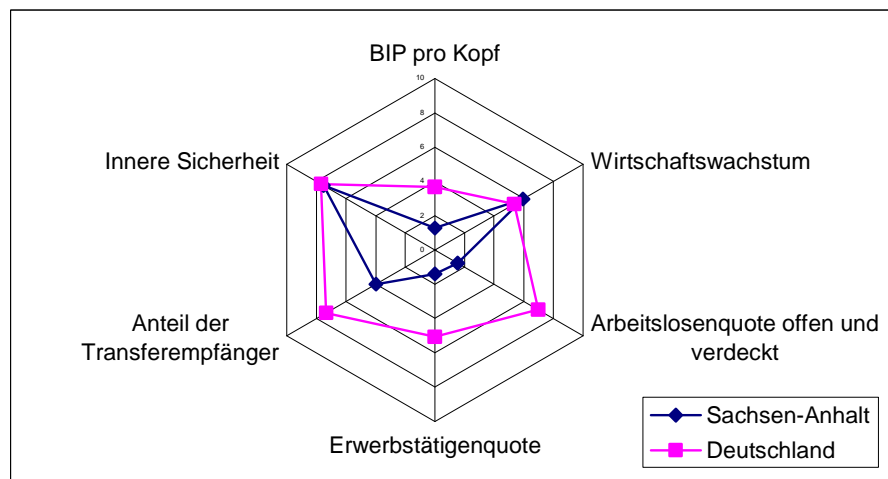 BIP pro Kopf
10
8
6
4
2
0
Innere Sicherheit
Wirtschaftswachstum
Anteil der
Transferempfänger
Arbeitslosenquote offen und
verdeckt
Erwerbstätigenquote
Sachsen-Anhalt
Deutschland